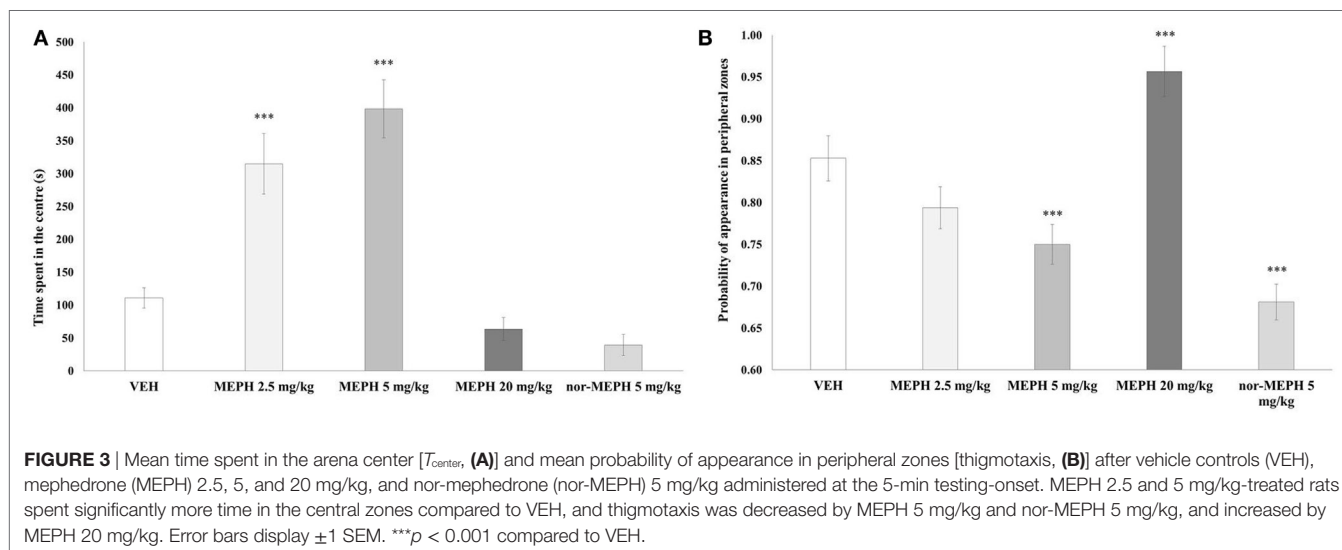 A
500
450
400
350
300
250
200
150
100
50
0
Time spent in the centre (s)
***
***
VEH
MEPH 2.5 mg/kg
MEPH 5 mg/kg
MEPH 20 mg/kg
nor-MEPH 5 mg/kg
B
1.00
0.95
0.90
0.85
0.80
0.75
0.70
0.65
0.60
Probability of appearance in peripheral zones
***
***
***
VEH
MEPH 2.5 mg/kg
MEPH 5 mg/kg
MEPH 20 mg/kg
nor-MEPH 5
mg/kg
FIGURE 3 | Mean time spent in the arena center [Tcenter, (A)] and mean probability of appearance in peripheral zones [thigmotaxis, (B)] after vehicle controls (VEH),
mephedrone (MEPH) 2.5, 5, and 20 mg/kg, and nor-mephedrone (nor-MEPH) 5 mg/kg administered at the 5-min testing-onset. MEPH 2.5 and 5 mg/kg-treated rats
spent significantly more time in the central zones compared to VEH, and thigmotaxis was decreased by MEPH 5 mg/kg and nor-MEPH 5 mg/kg, and increased by
MEPH 20 mg/kg. Error bars display ±1 SEM. ***p < 0.001 compared to VEH.